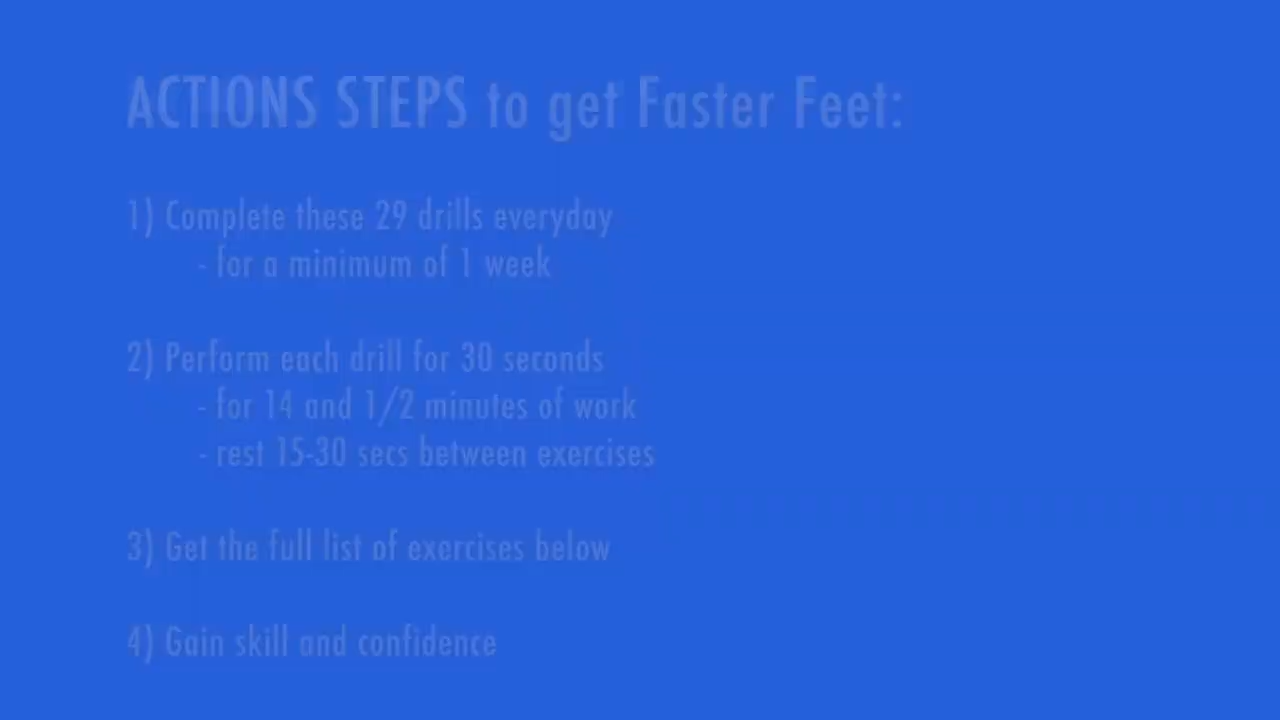 ACTIONS STEPS to get Faster Feet:
1) Complete these 29 drills everyday
- for a minimum of 1 week
2) Perform each drill for 30 seconds
- for 14 and 1/2 minutes of work
- rest 15-30 secs between exercises
3) Get the full list of exercises below
4) Gain skill and confidence